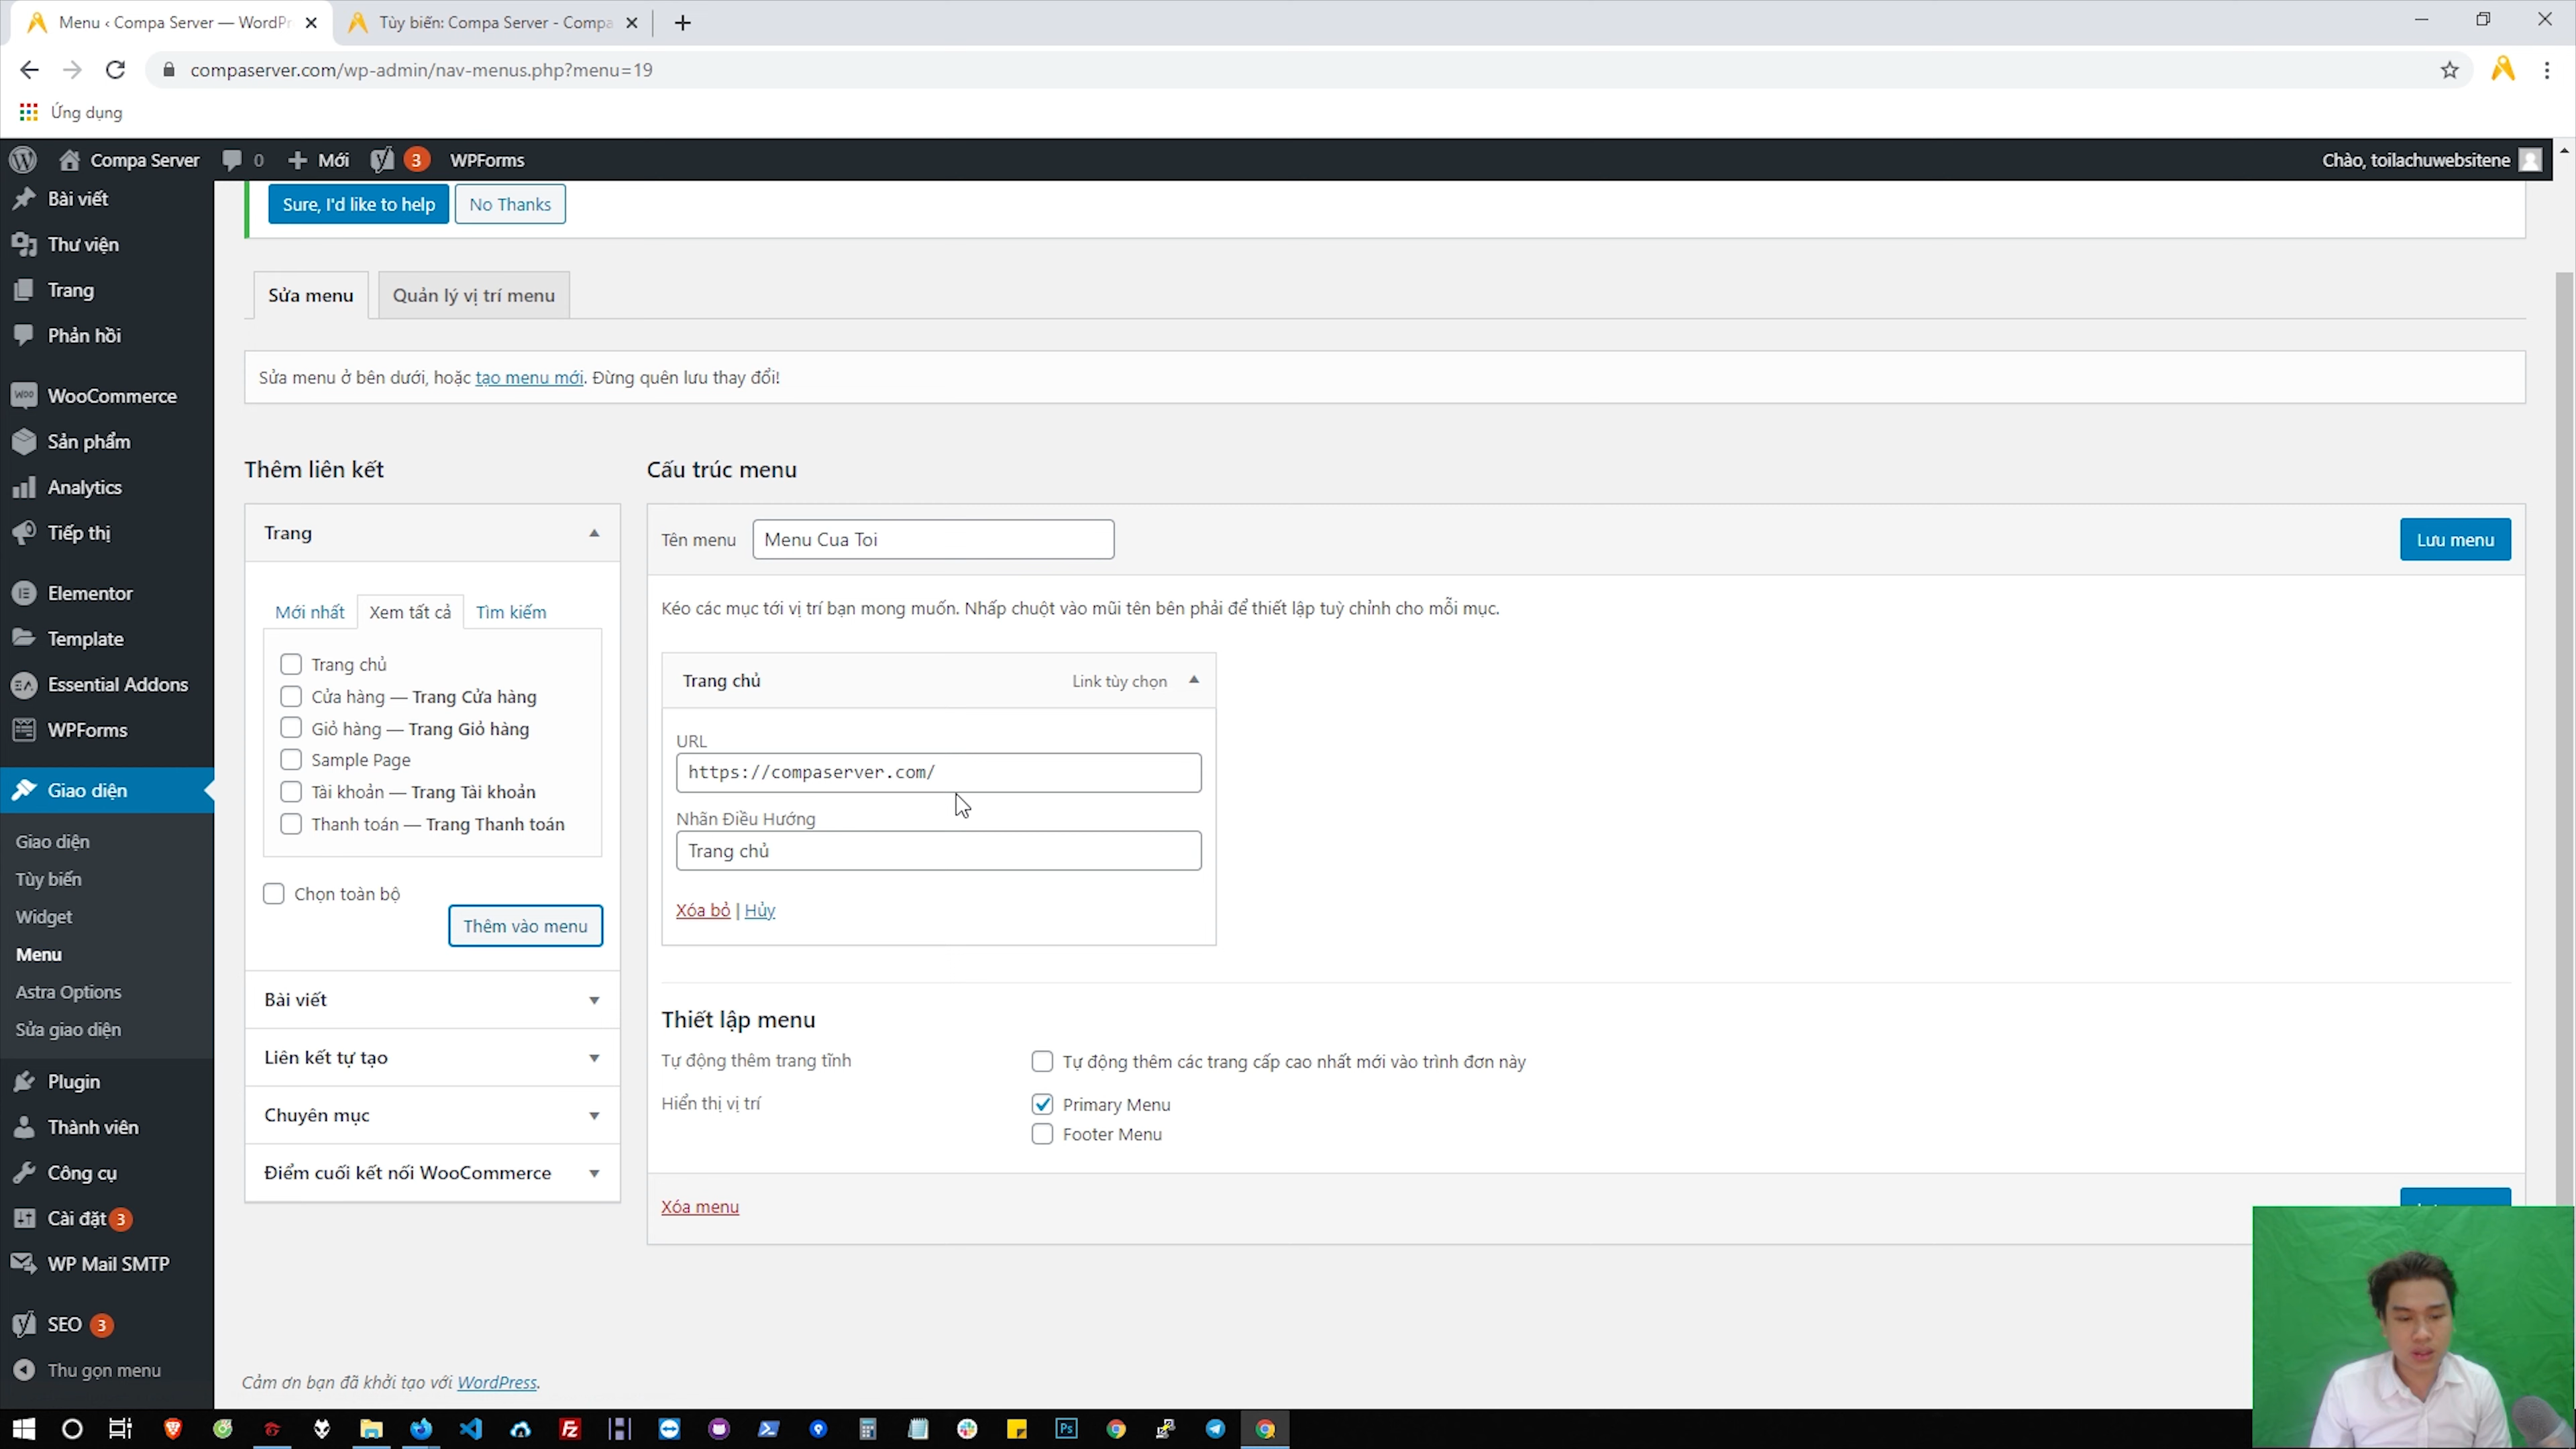 Menu ‹ Compa Server — WordPr
Tùy biến: Compa Server - Compa
compaserver.com/wp-admin/nav-menus.php?menu=19
Ứng dụng
Compa Server
0
Mới
3
WPForms
Chào, toilachuwebsitene
Bài viết
Thư viện
Trang
Phản hồi
WooCommerce
Sản phẩm
Analytics
Tiếp thị
Elementor
Template
Essential Addons
WPForms
Giao diện
Giao diện
Tùy biến
Widget
Menu
Astra Options
Sửa giao diện
Plugin
Thành viên
Công cụ
Cài đặt 3
WP Mail SMTP
SEO 3
Thu gọn menu
Sure, I'd like to help
No Thanks
Sửa menu
Quản lý vị trí menu
Sửa menu ở bên dưới, hoặc tạo menu mới. Đừng quên lưu thay đổi!
Thêm liên kết
Trang
Mới nhất
Xem tất cả
Tìm kiếm
Trang chủ
Cửa hàng — Trang Cửa hàng
Giỏ hàng — Trang Giỏ hàng
Sample Page
Tài khoản — Trang Tài khoản
Thanh toán — Trang Thanh toán
Chọn toàn bộ
Thêm vào menu
Bài viết
Liên kết tự tạo
Chuyên mục
Điểm cuối kết nối WooCommerce
Cấu trúc menu
Tên menu
Menu Cua Toi
Lưu menu
Kéo các mục tới vị trí bạn mong muốn. Nhấp chuột vào mũi tên bên phải để thiết lập tuỳ chỉnh cho mỗi mục.
Trang chủ
Link tùy chọn
URL
https://compaserver.com/
Nhãn Điều Hướng
Trang chủ
Xóa bỏ | Hủy
Thiết lập menu
Tự động thêm trang tĩnh
Tự động thêm các trang cấp cao nhất mới vào trình đơn này
Hiển thị vị trí
Primary Menu
Footer Menu
Xóa menu
Cảm ơn bạn đã khởi tạo với WordPress.